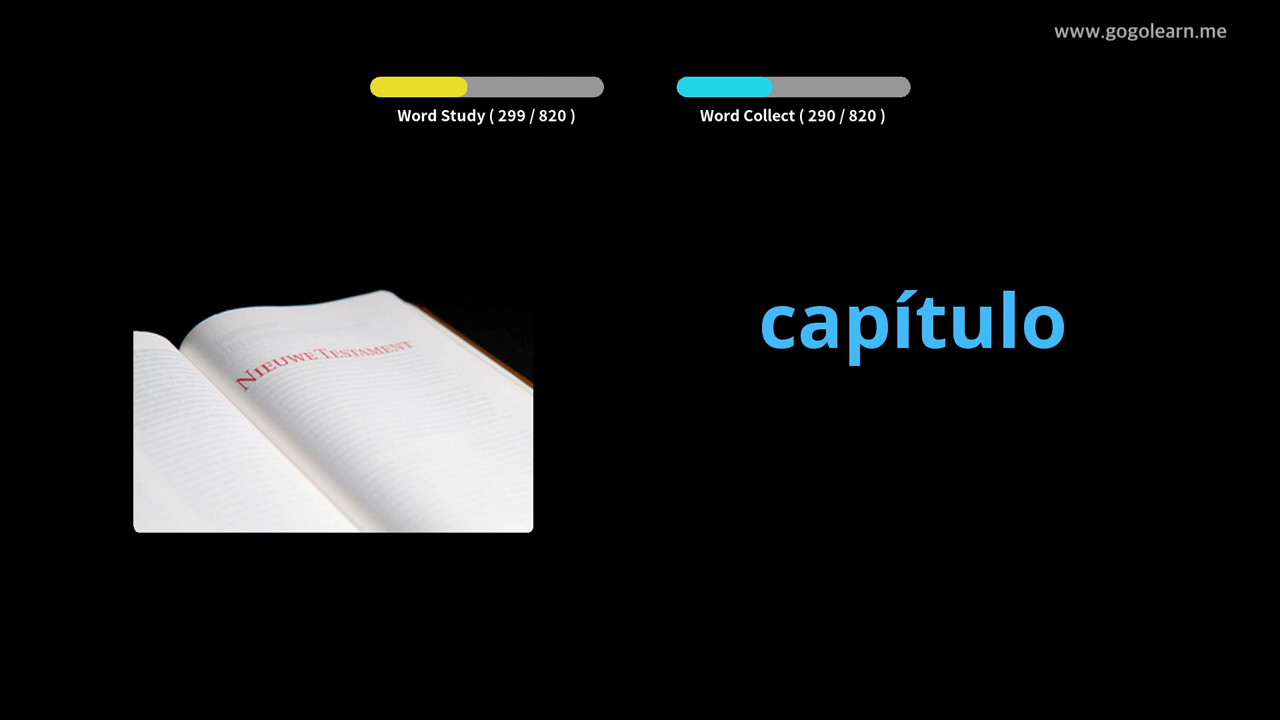 www.gogolearn.me
Word Study ( 299 / 820 )
Word Collect ( 290 / 820 )
NIEUWE TESTAMENT
capítulo